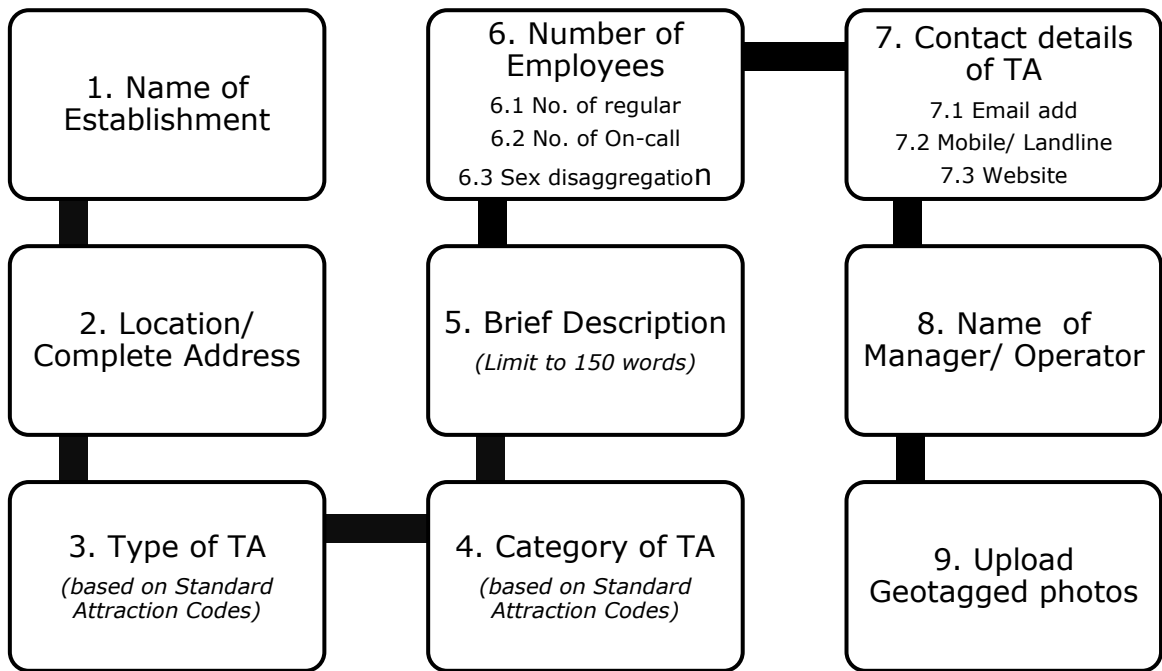 1. Name of
Establishment
2. Location/
Complete Address
3. Type of TA
(based on Standard
Attraction Codes)
4. Category of TA
(based on Standard
Attraction Codes)
5. Brief Description
(Limit to 150 words)
6. Number of
Employees
6.1 No. of regular
6.2 No. of On-call
6.3 Sex disaggregation
7. Contact details
of TA
7.1 Email add
7.2 Mobile/ Landline
7.3 Website
8. Name  of
Manager/ Operator
9. Upload
Geotagged photos